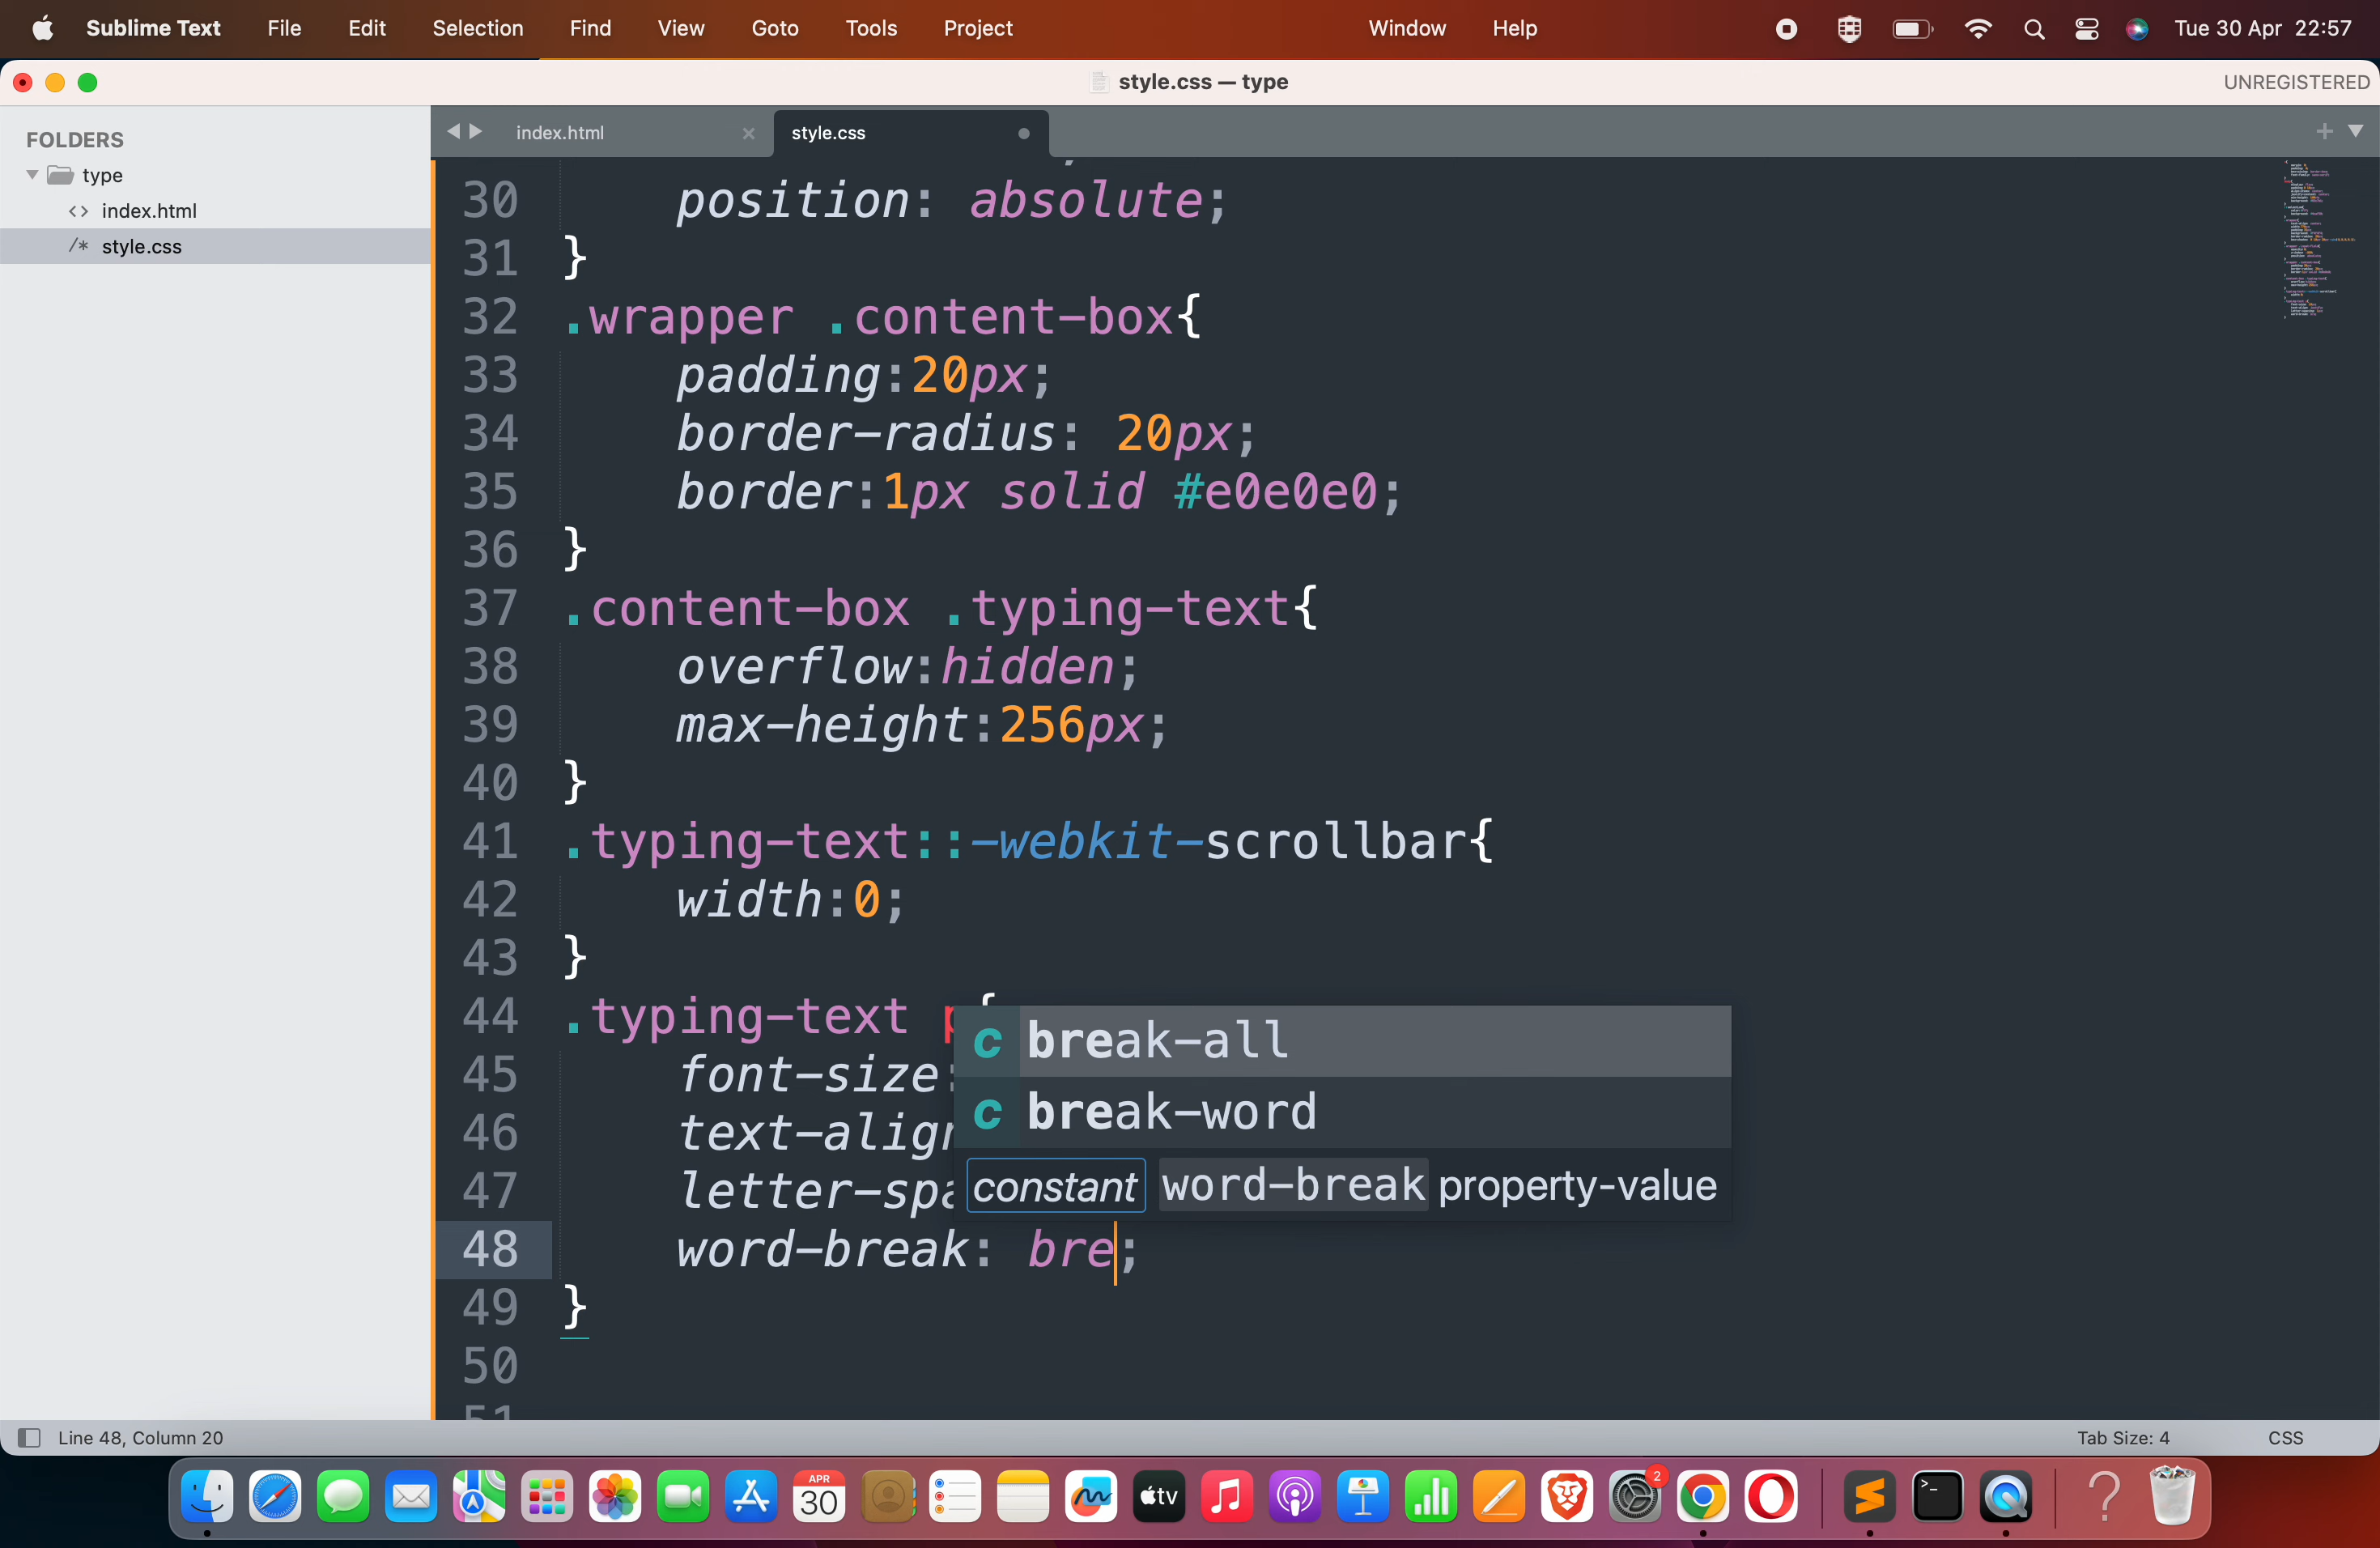 Sublime Text File Edit Selection Find View Goto Tools Project Window Help Tue 30 Apr 22:57
style.css — type UNREGISTERED
FOLDERS
type
<> index.html
/* style.css
index.html × style.css
30 position: absolute;
31 }
32 .wrapper .content-box{
33 padding:20px;
34 border-radius: 20px;
35 border:1px solid #e0e0e0;
36 }
37 .content-box .typing-text{
38 overflow:hidden;
39 max-height:256px;
40 }
41 .typing-text::-webkit-scrollbar{
42 width:0;
43 }
44 .typing-text p{
45 font-size:
46 text-align
47 letter-spa
48 word-break: bre;
49 }
50
51
c break-all
c break-word
constant word-break property-value
Line 48, Column 20 Tab Size: 4 CSS
APR
30
tv
2
>_
?